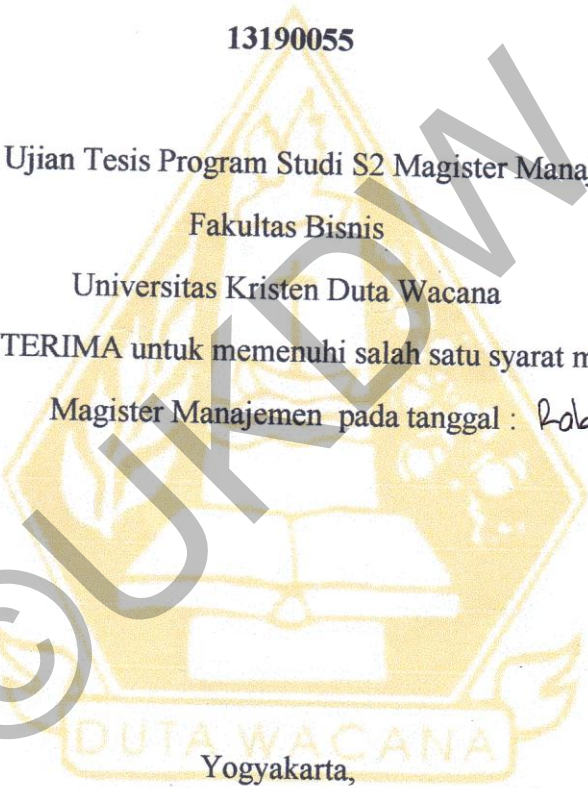 13190055
Ujian Tesis Program Studi S2 Magister Mana
Fakultas Bisnis
Universitas Kristen Duta Wacana
TERIMA untuk memenuhi salah satu syarat m
Magister Manajemen pada tanggal :
©UKDW
DUTA WACANA
Yogyakarta,